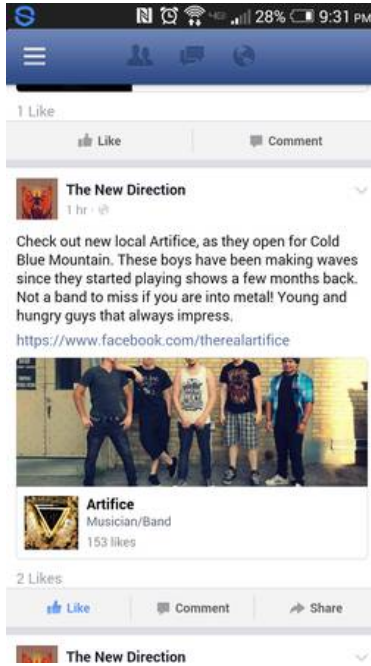 28% 9:31 PM
1 Like
Like Comment
The New Direction
1 hr
Check out new local Artifice, as they open for Cold
Blue Mountain. These boys have been making waves
since they started playing shows a few months back.
Not a band to miss if you are into metal! Young and
hungry guys that always impress.
https://www.facebook.com/therealartifice
Artifice
Musician/Band
153 likes
2 Likes
Like Comment Share
The New Direction